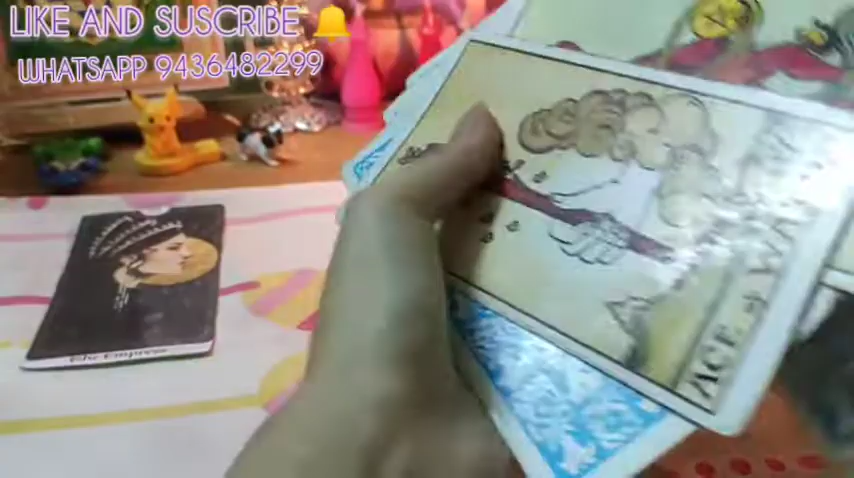 LIKE AND SUSCRIBE 🔔
WHATSAPP 9436482299
The Empress
ACE of WA